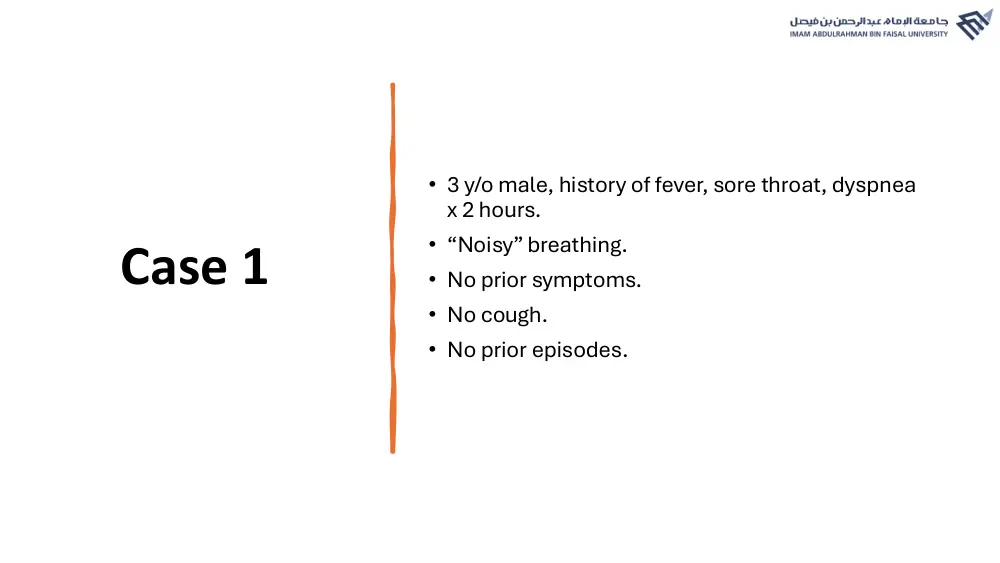 جامعة الإمام عبدالرحمن بن فيصل
IMAM ABDULRAHMAN BIN FAISAL UNIVERSITY
Case 1
• 3 y/o male, history of fever, sore throat, dyspnea
x 2 hours.
• “Noisy” breathing.
• No prior symptoms.
• No cough.
• No prior episodes.